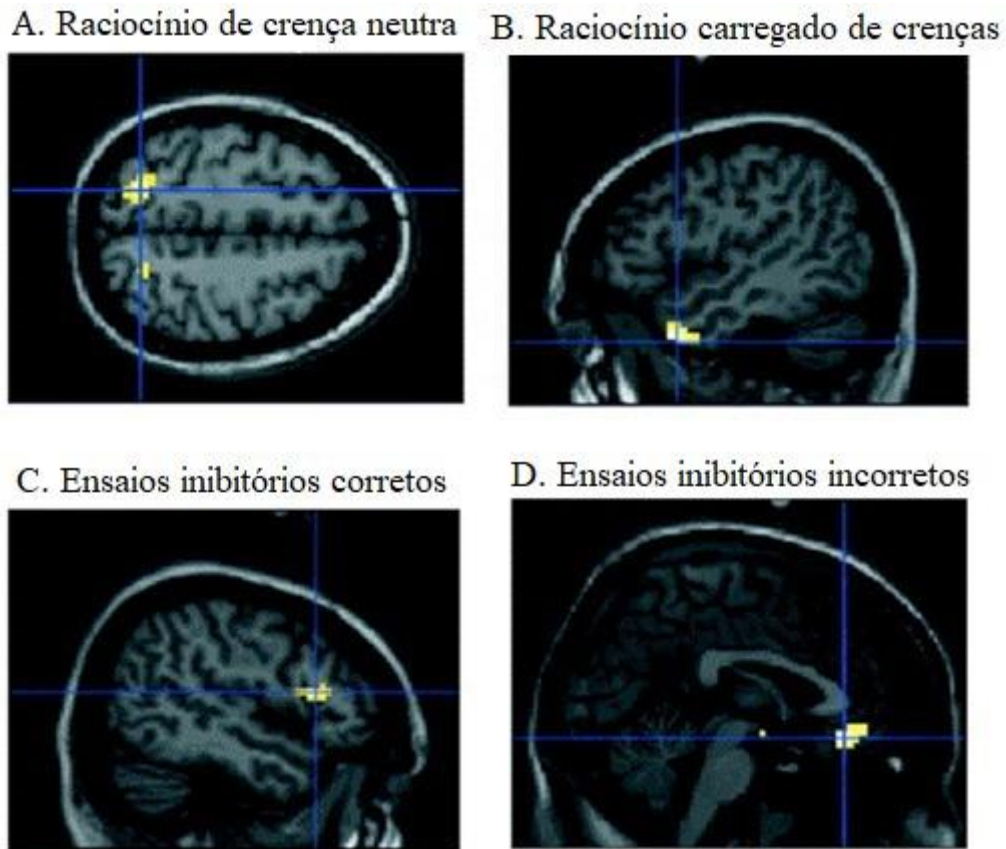 A. Raciocínio de crença neutra
B. Raciocínio carregado de crenças
C. Ensaios inibitórios corretos
D. Ensaios inibitórios incorretos